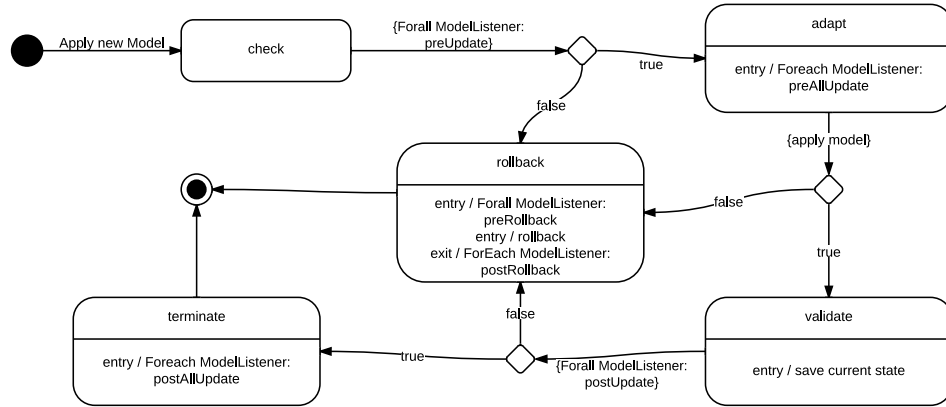 Apply new Model
check
{Forall ModelListener:
preUpdate}
true
false
adapt
entry / Foreach ModelListener:
preAllUpdate
{apply model}
rollback
entry / Forall ModelListener:
preRollback
entry / rollback
exit / ForEach ModelListener:
postRollback
false
true
terminate
entry / Foreach ModelListener:
postAllUpdate
true
false
{Forall ModelListener:
postUpdate}
validate
entry / save current state